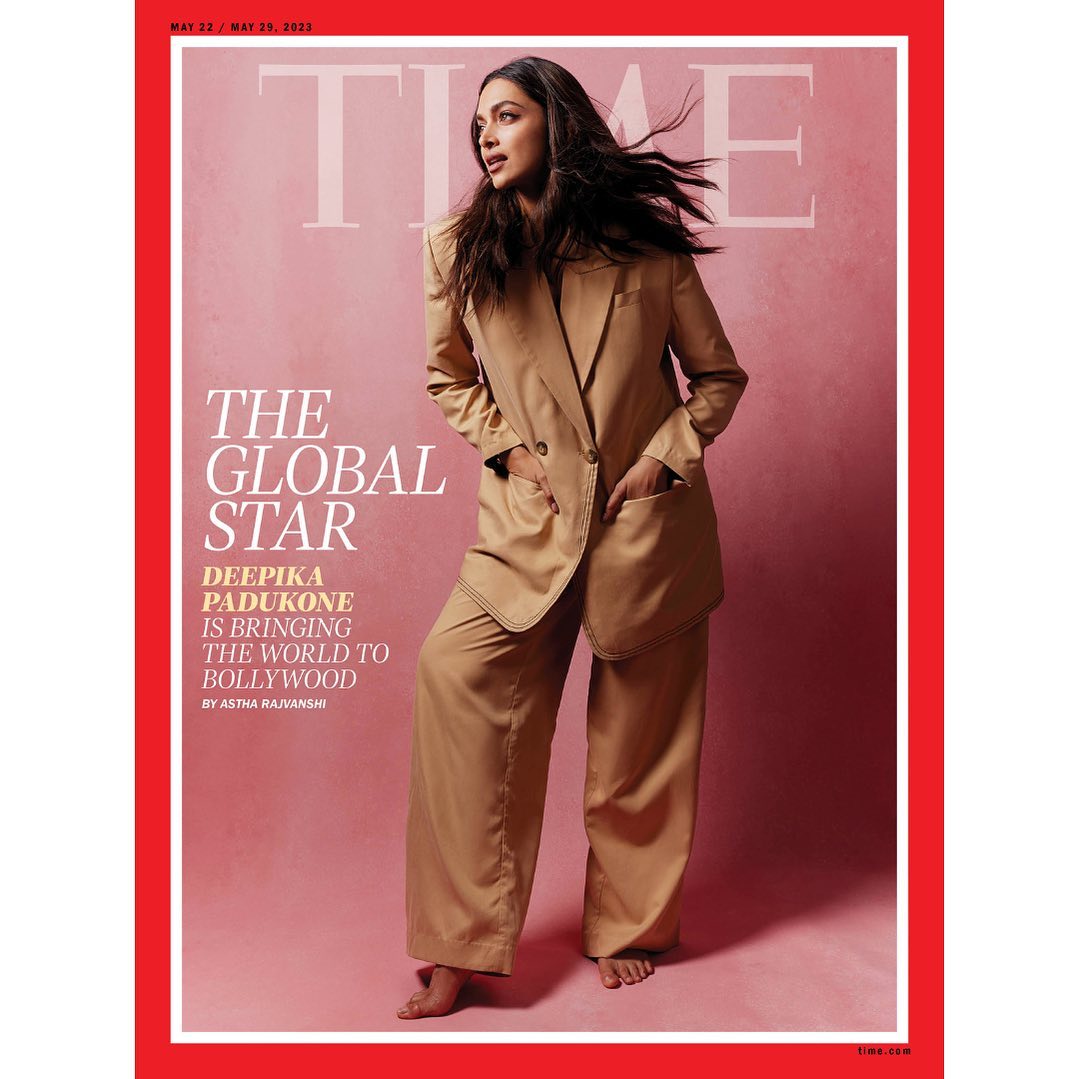 MAY 22 / MAY 29, 2023
TIME
THE
GLOBAL
STAR
DEEPIKA
PADUKONE
IS BRINGING
THE WORLD TO
BOLLYWOOD
BY ASTHA RAJVANSHI
time.com